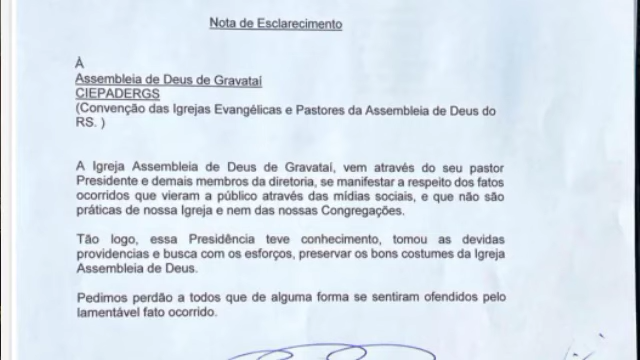 Nota de Esclarecimento
À
Assembleia de Deus de Gravataí
CIEPADERGS
(Convenção das Igrejas Evangélicas e Pastores da Assembleia de Deus do
RS. )
A Igreja Assembleia de Deus de Gravataí, vem através do seu pastor
Presidente e demais membros da diretoria, se manifestar a respeito dos fatos
ocorridos que vieram a público através das mídias sociais, e que não são
práticas de nossa Igreja e nem das nossas Congregações.
Tão logo, essa Presidência teve conhecimento, tomou as devidas
providencias e busca com os esforços, preservar os bons costumes da Igreja
Assembleia de Deus.
Pedimos perdão a todos que de alguma forma se sentiram ofendidos pelo
lamentável fato ocorrido.